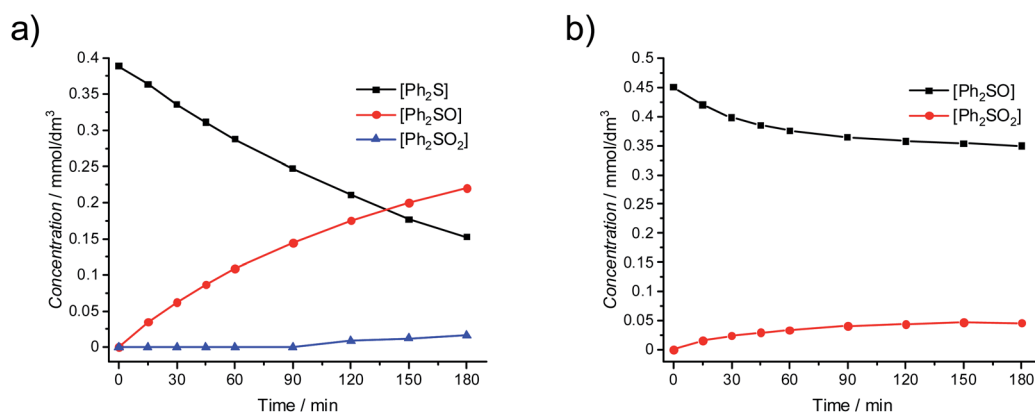 a)
0.4
0.35
0.3
0.25
0.2
0.15
0.1
0.05
0
Concentration / mmol/dm³
[Ph₂S]
[Ph₂SO]
[Ph₂SO₂]
0 30 60 90 120 150 180
Time / min
b)
0.5
0.45
0.4
0.35
0.3
0.25
0.2
0.15
0.1
0.05
0
Concentration / mmol/dm³
[Ph₂SO]
[Ph₂SO₂]
0 30 60 90 120 150 180
Time / min